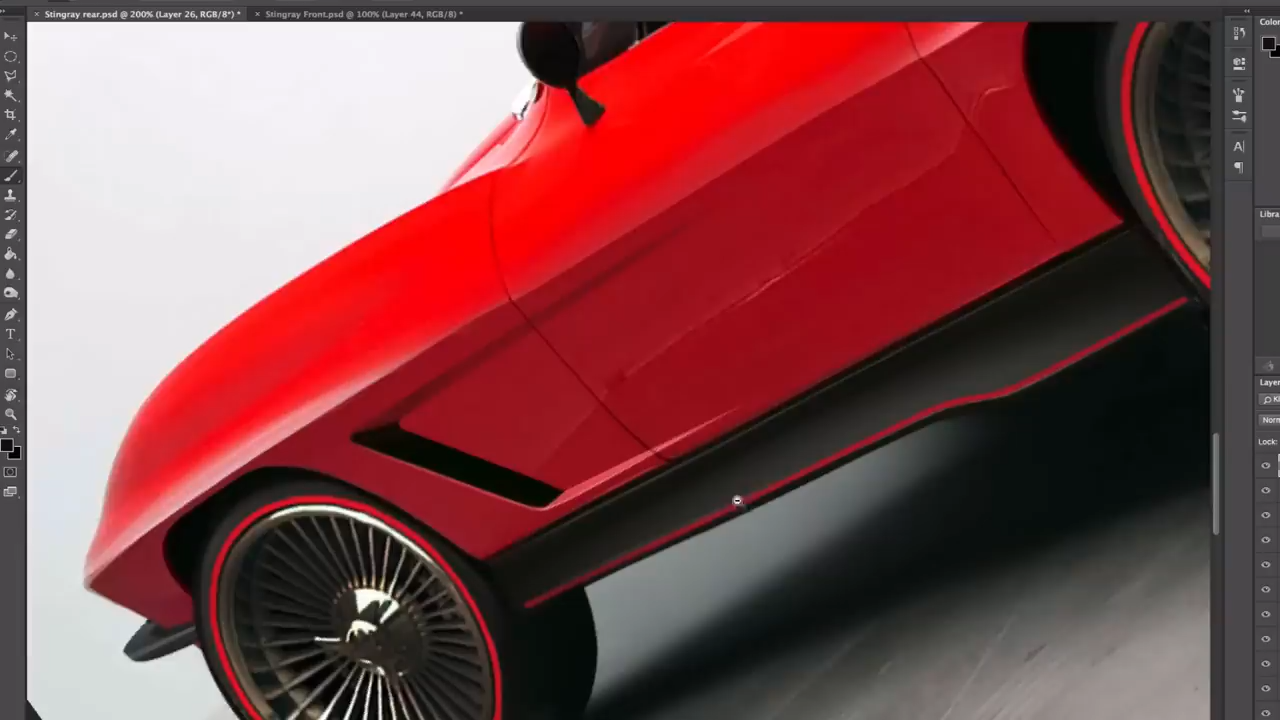 Stingray rear.psd @ 200% (Layer 26, RGB/8*) *
Stingray Front.psd @ 100% (Layer 44, RGB/8) *
Color
Libra
Layer
Norm
Lock: